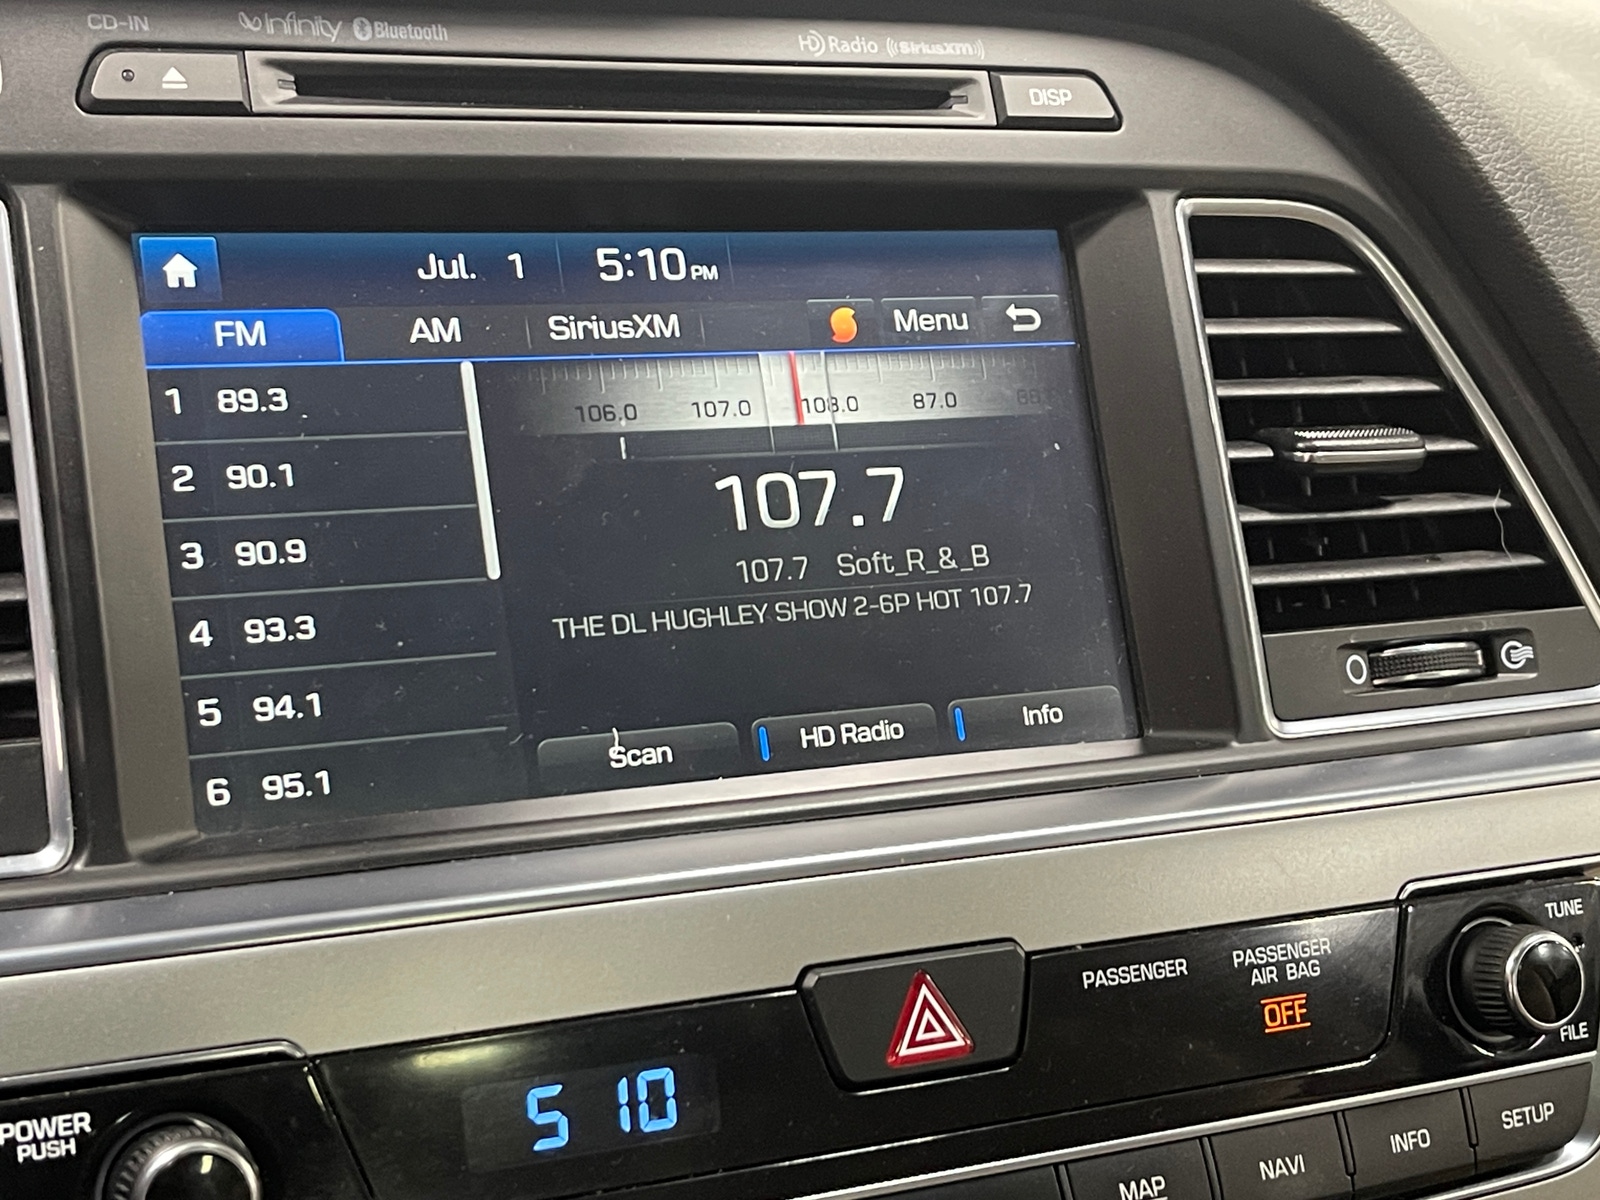 CD-IN
Infinity Bluetooth
HD Radio ((SiriusXM))
DISP
Jul. 1 5:10 PM
FM AM SiriusXM Menu
1 89.3
2 90.1
3 90.9
4 93.3
5 94.1
6 95.1
106.0 107.0 108.0 87.0 88
107.7
107.7 Soft_R_&_B
THE DL HUGHLEY SHOW 2-6P HOT 107.7
Scan HD Radio Info
PASSENGER
PASSENGER
AIR BAG
OFF
TUNE
FILE
5 10
POWER
PUSH
MAP NAVI INFO SETUP